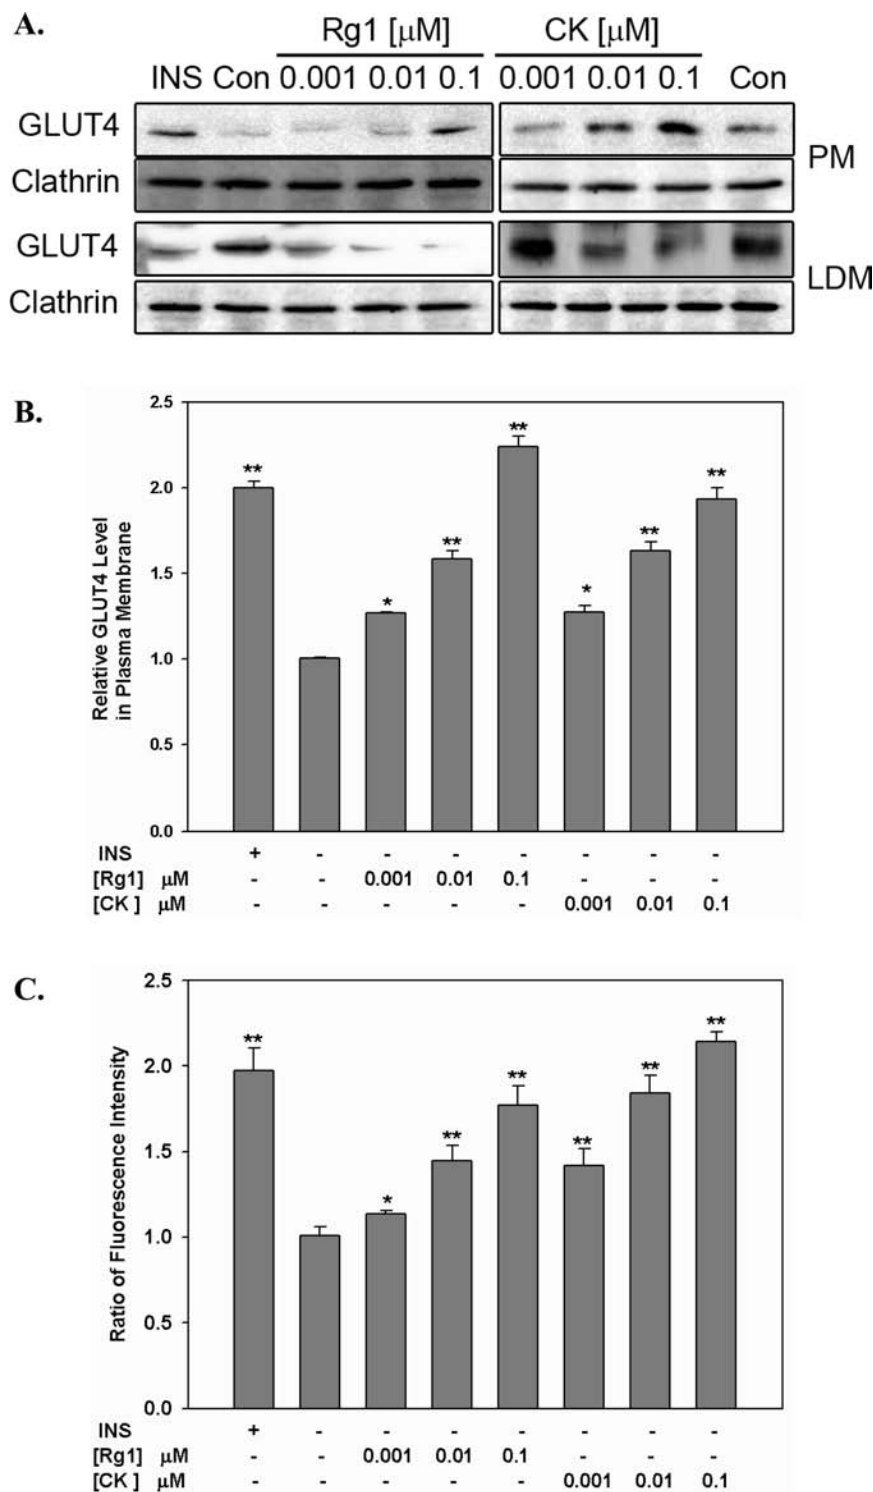 A.
Rg1 [µM] CK [µM]
INS Con 0.001 0.01 0.1 0.001 0.01 0.1 Con
GLUT4
Clathrin
PM
GLUT4
Clathrin
LDM
B.
Relative GLUT4 Level
in Plasma Membrane
2.5
2.0
1.5
1.0
0.5
0.0
** * ** ** * ** **
INS + - - - - - - -
[Rg1] µM - - 0.001 0.01 0.1 - - -
[CK ] µM - - - - - 0.001 0.01 0.1
C.
Ratio of Fluorescence Intensity
2.5
2.0
1.5
1.0
0.5
0.0
** * ** ** ** ** **
INS + - - - - - - -
[Rg1] µM - - 0.001 0.01 0.1 - - -
[CK ] µM - - - - - 0.001 0.01 0.1